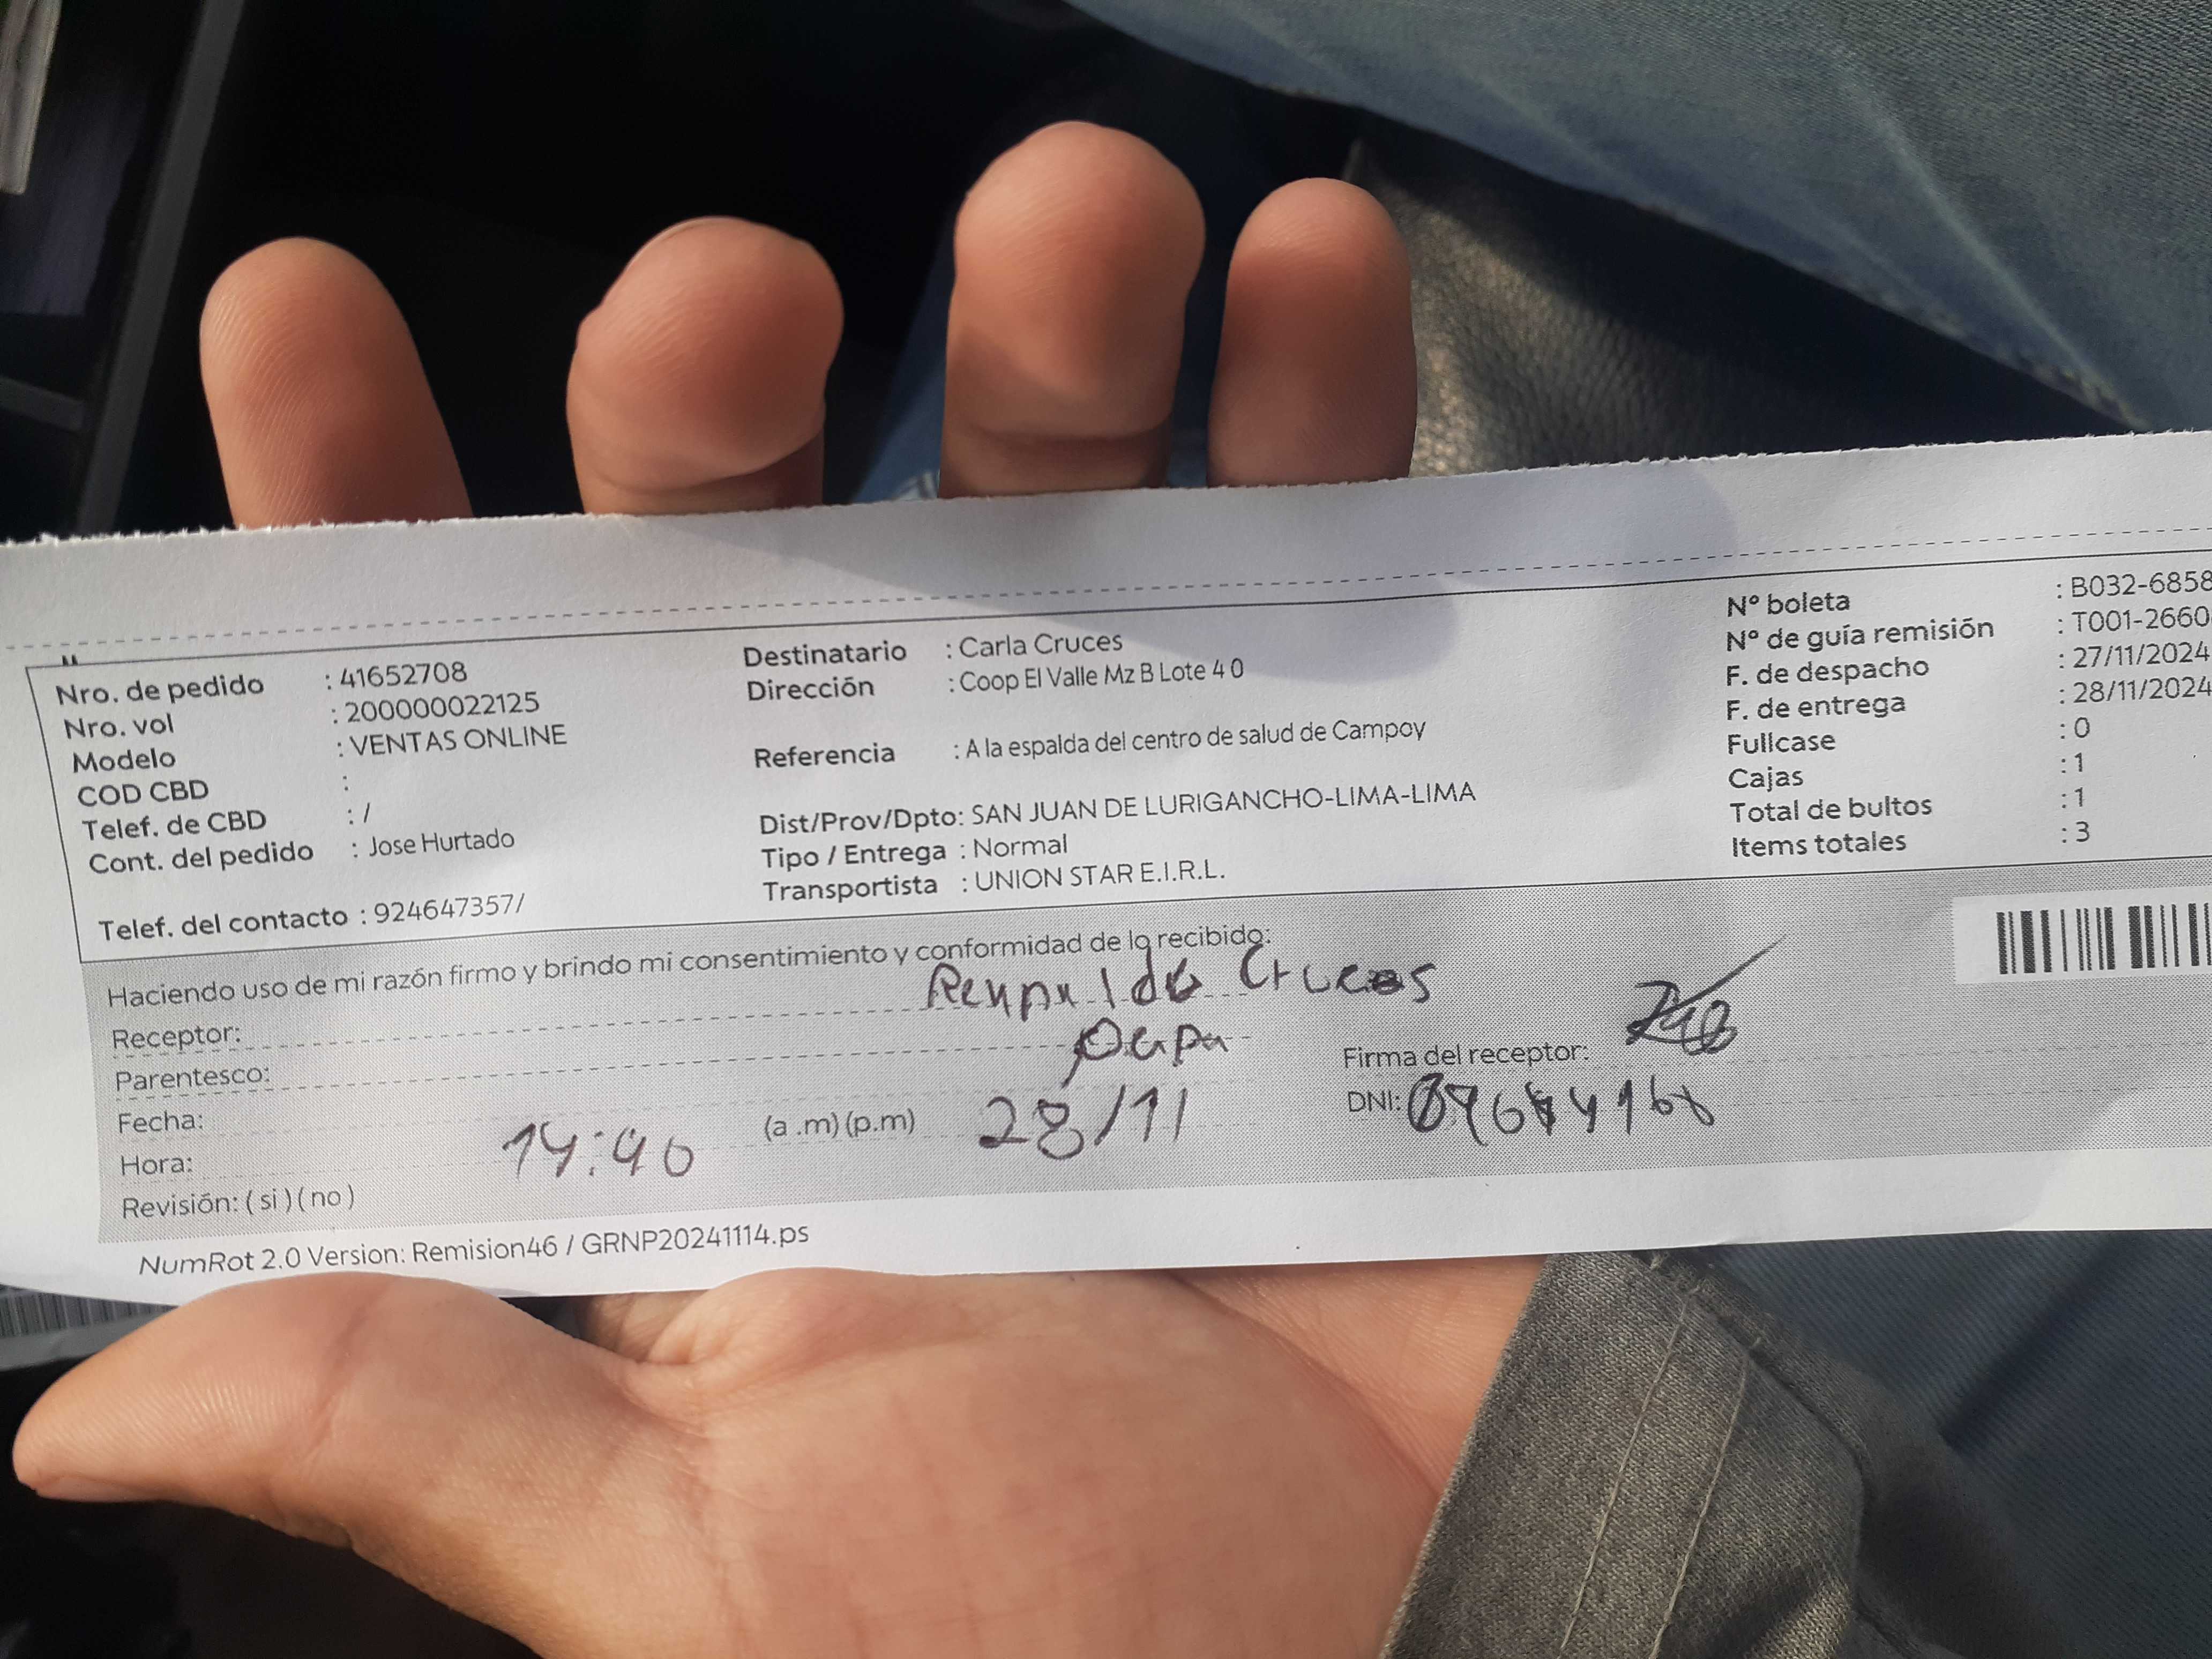 Nro. de pedido : 41652708
Nro. vol : 200000022125
Modelo : VENTAS ONLINE
COD CBD :
Telef. de CBD : /
Cont. del pedido : Jose Hurtado
Telef. del contacto : 924647357/
Destinatario : Carla Cruces
Dirección : Coop El Valle Mz B Lote 4 0
Referencia : A la espalda del centro de salud de Campoy
Dist/Prov/Dpto: SAN JUAN DE LURIGANCHO-LIMA-LIMA
Tipo / Entrega : Normal
Transportista : UNION STAR E.I.R.L.
Nº boleta : B032-6858
Nº de guía remisión : T001-2660
F. de despacho : 27/11/2024
F. de entrega : 28/11/2024
Fullcase : 0
Cajas : 1
Total de bultos : 1
Items totales : 3
Haciendo uso de mi razón firmo y brindo mi consentimiento y conformidad de lo recibido:
Receptor: Cruces
Parentesco:
Firma del receptor:
Fecha: 28/11
DNI:
Hora: 14:40 (a .m) (p.m)
Revisión: ( si ) ( no )
NumRot 2.0 Version: Remision46 / GRNP20241114.ps